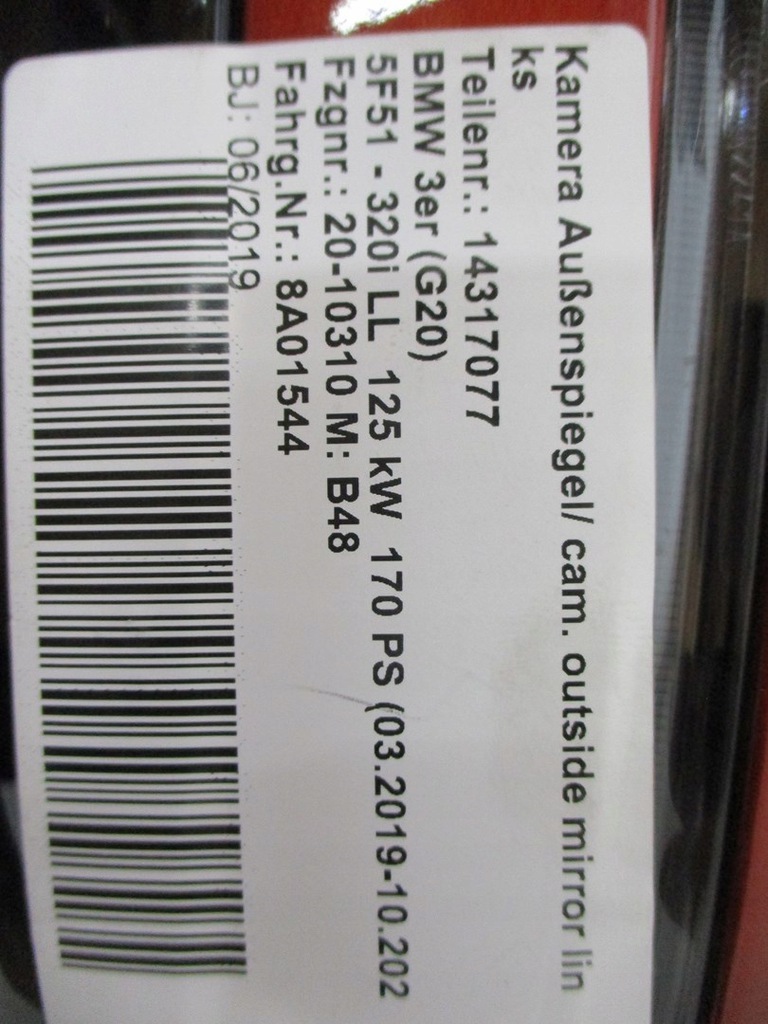 Kamera Außenspiegel/ cam. outside mirror lin
ks
Teilenr.: 14317077
BMW 3er (G20)
5F51 - 320i LL 125 kW 170 PS (03.2019-10.202
Fzgnr.: 20-10310 M: B48
Fahrg.Nr.: 8A01544
BJ: 06/2019